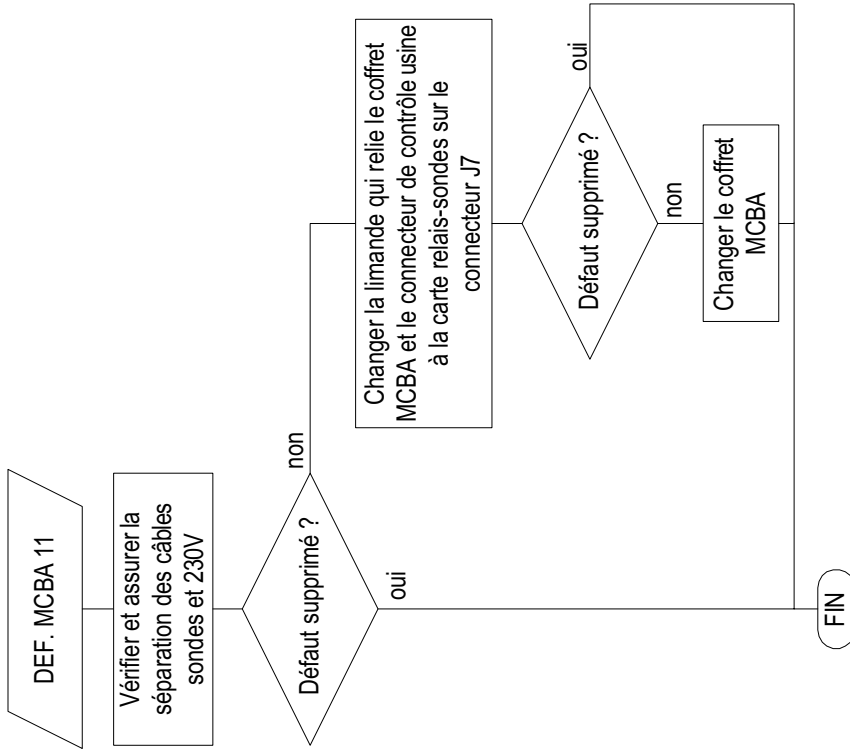 DEF. MCBA 11
Vérifier et assurer la
séparation des câbles
sondes et 230V
Défaut supprimé ?
non
oui
Changer la limande qui relie le coffret
MCBA et le connecteur de contrôle usine
à la carte relais-sondes sur le
connecteur J7
Défaut supprimé ?
oui
non
Changer le coffret
MCBA
FIN